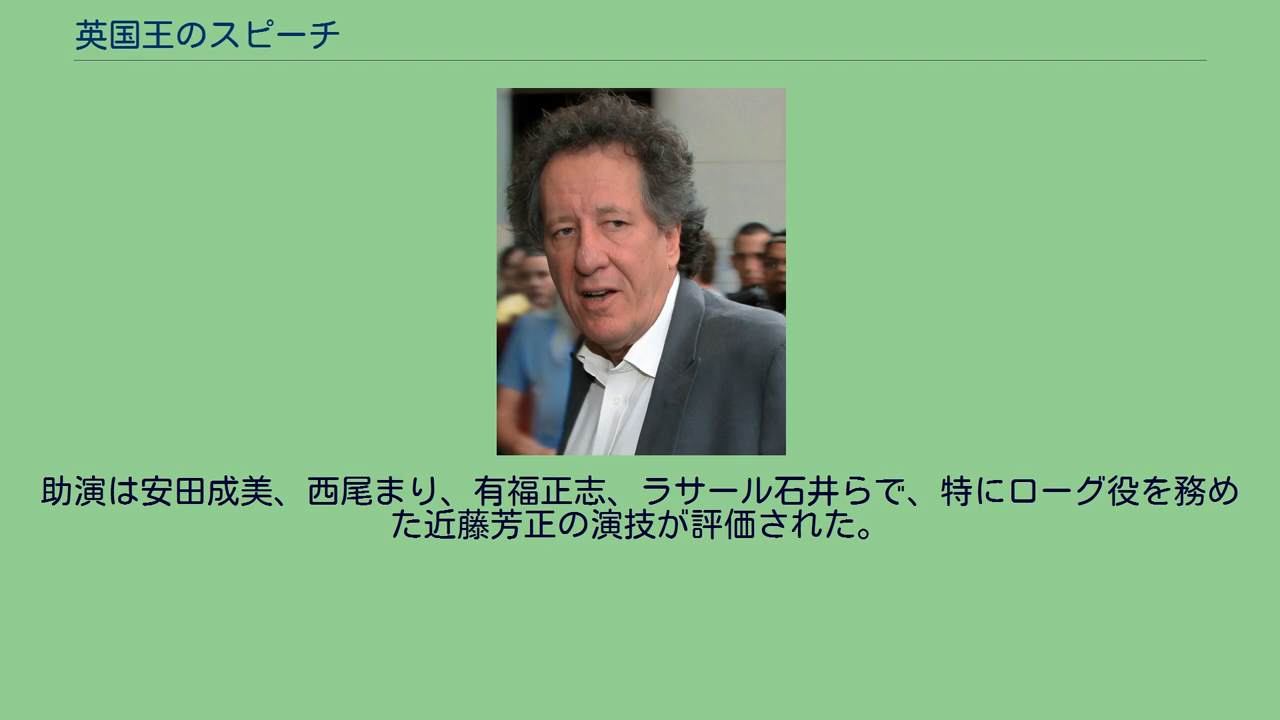 英国王のスピーチ
助演は安田成美、西尾まり、有福正志、ラサール石井らで、特にローグ役を務め
た近藤芳正の演技が評価された。